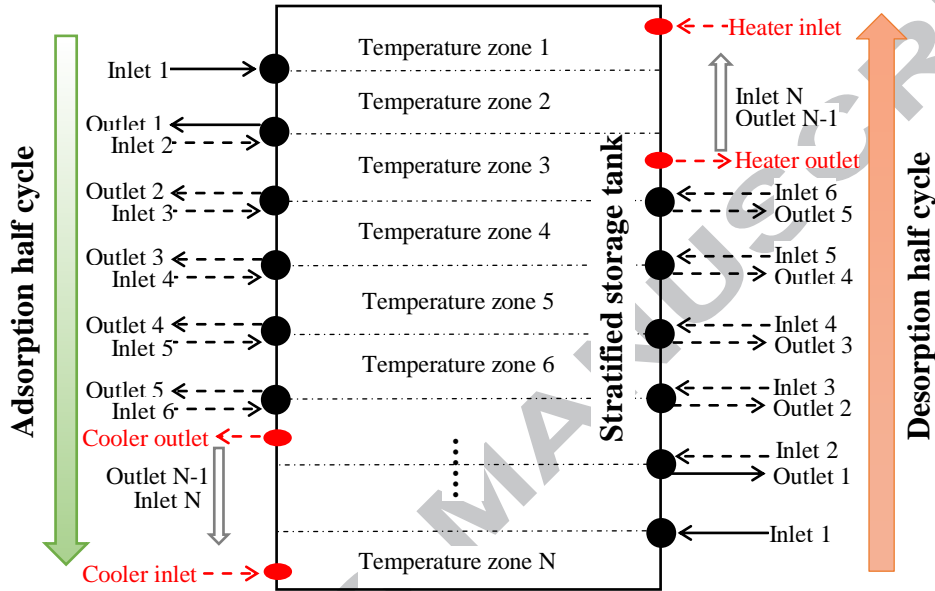 Adsorption half cycle
Inlet 1
Outlet 1
Inlet 2
Outlet 2
Inlet 3
Outlet 3
Inlet 4
Outlet 4
Inlet 5
Outlet 5
Inlet 6
Cooler outlet
Outlet N-1
Inlet N
Cooler inlet
Temperature zone 1
Temperature zone 2
Temperature zone 3
Temperature zone 4
Temperature zone 5
Temperature zone 6
Temperature zone N
Stratified storage tank
Heater inlet
Inlet N
Outlet N-1
Heater outlet
Inlet 6
Outlet 5
Inlet 5
Outlet 4
Inlet 4
Outlet 3
Inlet 3
Outlet 2
Inlet 2
Outlet 1
Inlet 1
Desorption half cycle
MANUSCR